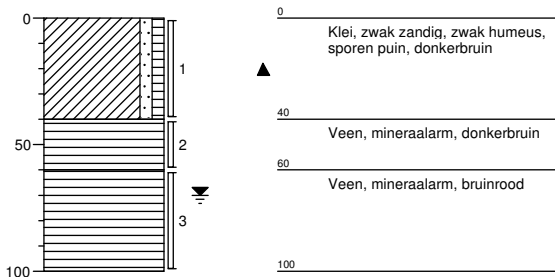 0
50
100
1
2
3
0
Klei, zwak zandig, zwak humeus,
sporen puin, donkerbruin
40
Veen, mineraalarm, donkerbruin
60
Veen, mineraalarm, bruinrood
100